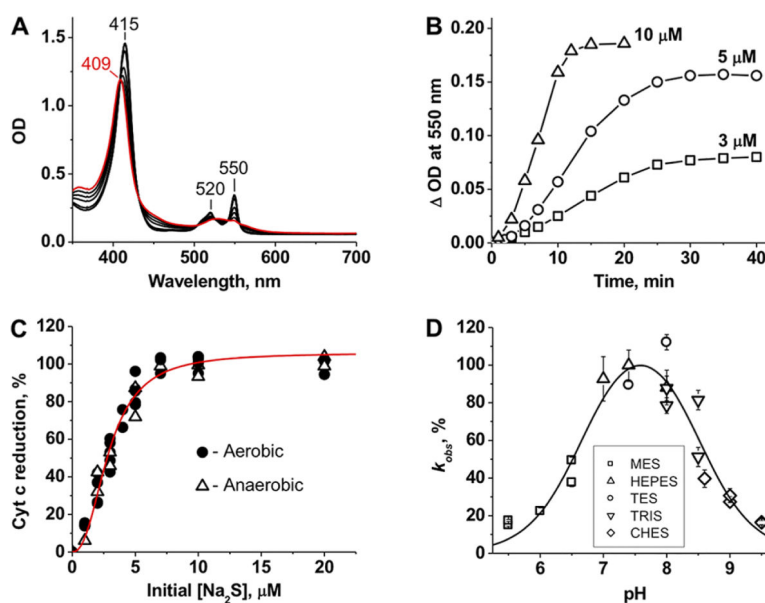 A
415
409
520
550
OD
1.5
1.0
0.5
0.0
400
500
600
700
Wavelength, nm
B
10 μM
5 μM
3 μM
Δ OD at 550 nm
0.20
0.15
0.10
0.05
0.00
0
10
20
30
40
Time, min
C
Cyt c reduction, %
120
100
80
60
40
20
0
- Aerobic
- Anaerobic
0
5
10
15
20
Initial [Na₂S], μM
D
k_obs, %
120
100
80
60
40
20
0
MES
HEPES
TES
TRIS
CHES
6
7
8
9
pH